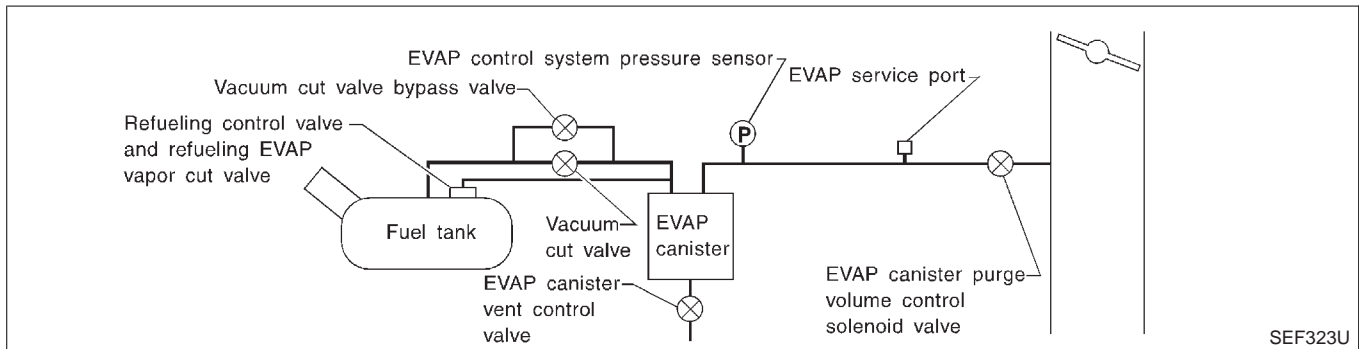 EVAP control system pressure sensor
EVAP service port
Vacuum cut valve bypass valve
Refueling control valve
and refueling EVAP
vapor cut valve
P
Fuel tank
Vacuum
cut valve
EVAP
canister
EVAP canister
vent control
valve
EVAP canister purge
volume control
solenoid valve
SEF323U